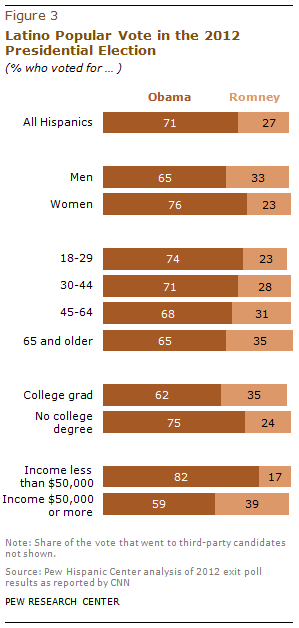 Figure 3
Latino Popular Vote in the 2012
Presidential Election
(% who voted for ... )
Obama Romney
All Hispanics 71 27
Men 65 33
Women 76 23
18-29 74 23
30-44 71 28
45-64 68 31
65 and older 65 35
College grad 62 35
No college
degree 75 24
Income less
than $50,000 82 17
Income $50,000
or more 59 39
Note: Share of the vote that went to third-party candidates
not shown.
Source: Pew Hispanic Center analysis of 2012 exit poll
results as reported by CNN
PEW RESEARCH CENTER